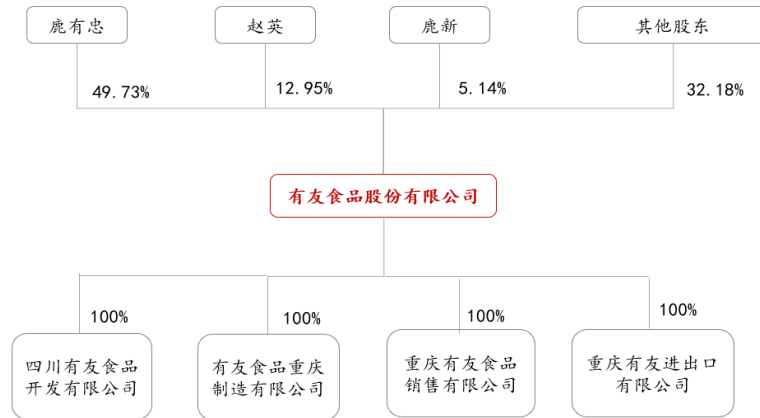 鹿有忠
赵英
鹿新
其他股东
49.73%
12.95%
5.14%
32.18%
有友食品股份有限公司
100%
100%
100%
100%
四川有友食品
开发有限公司
有友食品重庆
制造有限公司
重庆有友食品
销售有限公司
重庆有友进出口
有限公司